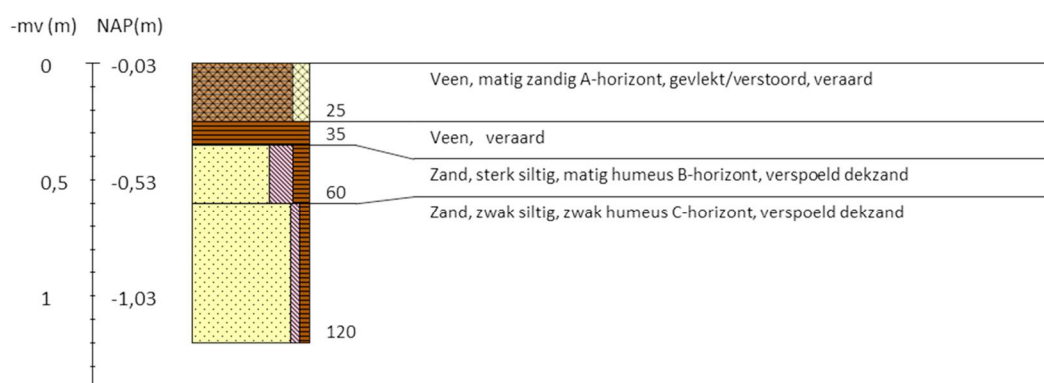 -mv (m) NAP(m)
0 -0,03
Veen, matig zandig A-horizont, gevlekt/verstoord, veraard
25
35
Veen, veraard
Zand, sterk siltig, matig humeus B-horizont, verspoeld dekzand
0,5 -0,53
60
Zand, zwak siltig, zwak humeus C-horizont, verspoeld dekzand
1 -1,03
120